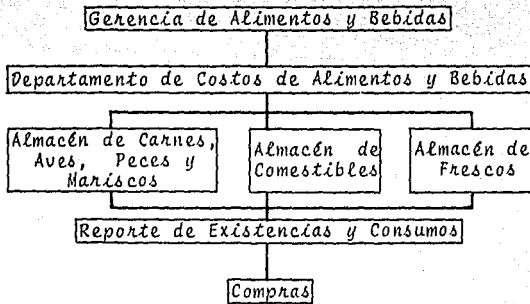 Gerencia de Alimentos y Bebidas
Departamento de Costos de Alimentos y Bebidas
Almacén de Carnes,
Aves, Peces y
Mariscos
Almacén de
Comestibles
Almacén de
Frescos
Reporte de Existencias y Consumos
Compras